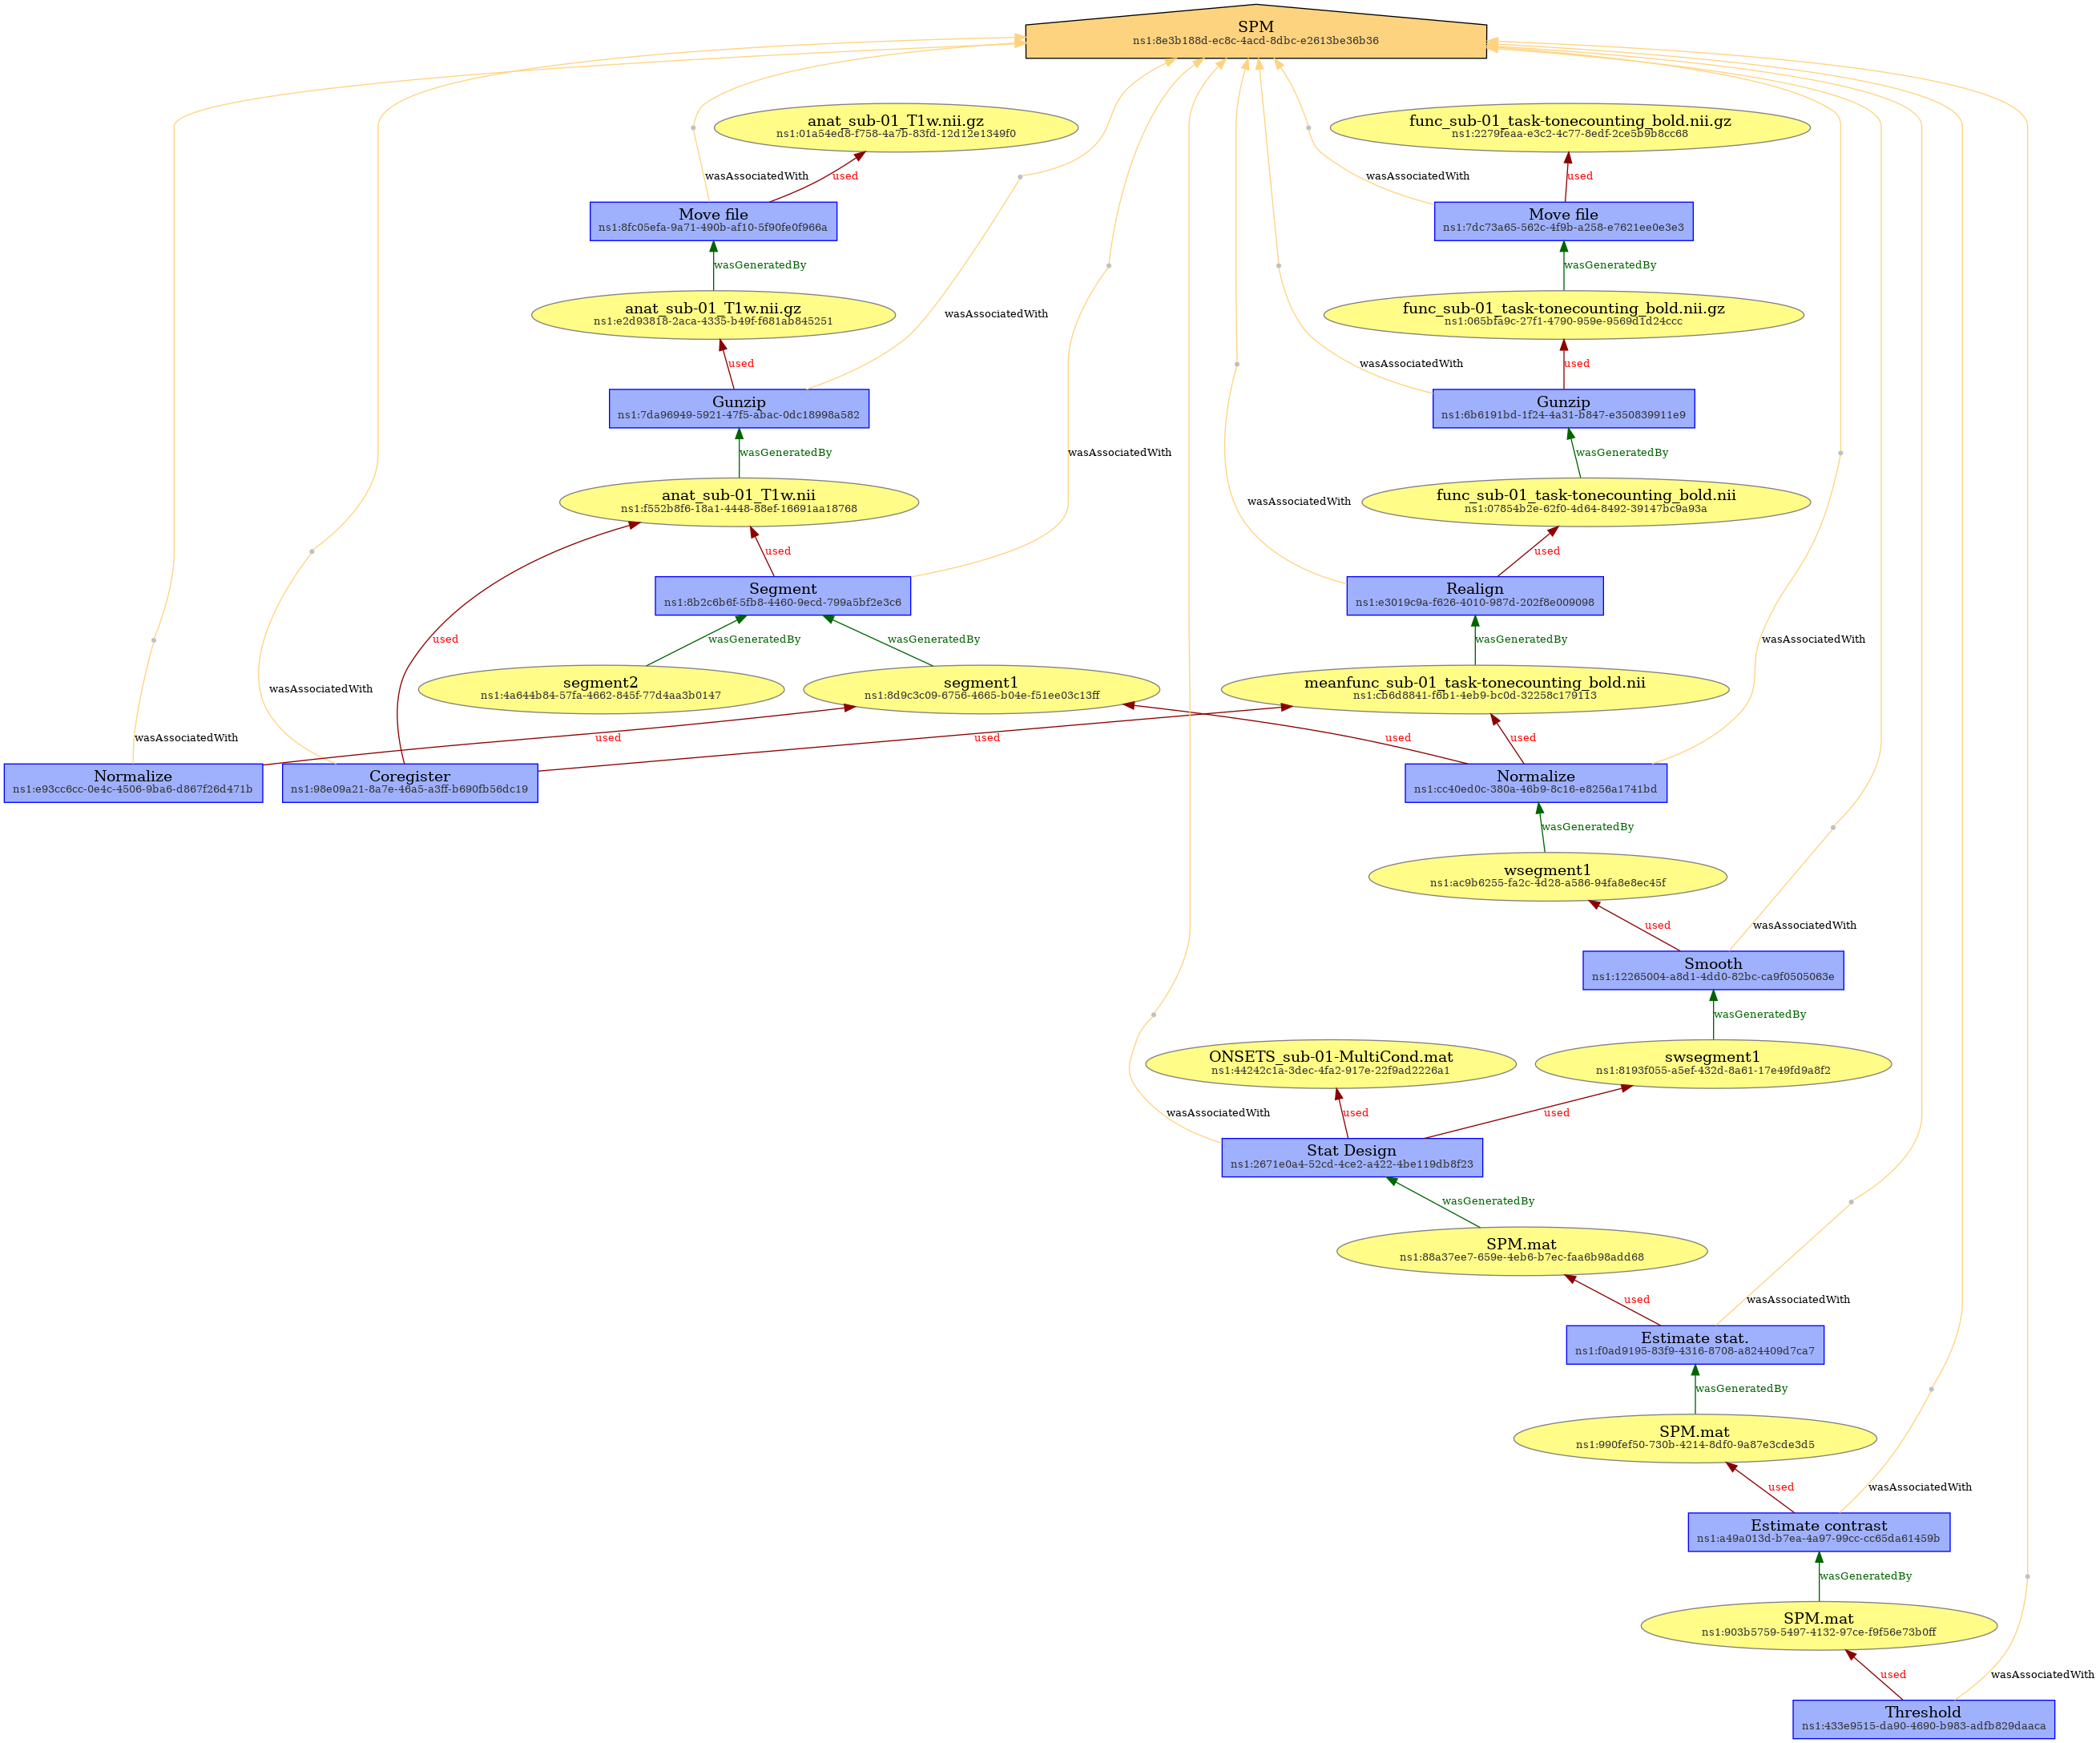 SPM
ns1:8e3b188d-ec8c-4acd-8dbc-e2613be36b36
anat_sub-01_T1w.nii.gz
ns1:01a54ed8-f758-4a7b-83fd-12d12e1349f0
func_sub-01_task-tonecounting_bold.nii.gz
ns1:2279feaa-e3c2-4c77-8edf-2ce5b9b8cc68
wasAssociatedWith
used
wasAssociatedWith
used
Move file
ns1:8fc05efa-9a71-490b-af10-5f90fe0f966a
Move file
ns1:7dc73a65-562c-4f9b-a258-e7621ee0e3e3
wasGeneratedBy
wasGeneratedBy
anat_sub-01_T1w.nii.gz
ns1:e2d93818-2aca-4335-b49f-f681ab845251
wasAssociatedWith
func_sub-01_task-tonecounting_bold.nii.gz
ns1:065bfa9c-27f1-4790-959e-9569d1d24ccc
used
wasAssociatedWith
used
Gunzip
ns1:7da96949-5921-47f5-abac-0dc18998a582
Gunzip
ns1:6b6191bd-1f24-4a31-b847-e350839911e9
wasGeneratedBy
wasAssociatedWith
wasGeneratedBy
anat_sub-01_T1w.nii
ns1:f552b8f6-18a1-4448-88ef-16691aa18768
wasAssociatedWith
func_sub-01_task-tonecounting_bold.nii
ns1:07854b2e-62f0-4d64-8492-39147bc9a93a
used
used
Segment
ns1:8b2c6b6f-5fb8-4460-9ecd-799a5bf2e3c6
Realign
ns1:e3019c9a-f626-4010-987d-202f8e009098
used
wasGeneratedBy
wasGeneratedBy
wasGeneratedBy
wasAssociatedWith
wasAssociatedWith
segment2
ns1:4a644b84-57fa-4662-845f-77d4aa3b0147
segment1
ns1:8d9c3c09-6756-4665-b04e-f51ee03c13ff
meanfunc_sub-01_task-tonecounting_bold.nii
ns1:cb6d8841-f6b1-4eb9-bc0d-32258c179113
wasAssociatedWith
used
used
used
used
Normalize
ns1:e93cc6cc-0e4c-4506-9ba6-d867f26d471b
Coregister
ns1:98e09a21-8a7e-46a5-a3ff-b690fb56dc19
Normalize
ns1:cc40ed0c-380a-46b9-8c16-e8256a1741bd
wasGeneratedBy
wsegment1
ns1:ac9b6255-fa2c-4d28-a586-94fa8e8ec45f
used
wasAssociatedWith
Smooth
ns1:12265004-a8d1-4dd0-82bc-ca9f0505063e
wasGeneratedBy
ONSETS_sub-01-MultiCond.mat
ns1:44242c1a-3dec-4fa2-917e-22f9ad2226a1
swsegment1
ns1:8193f055-a5ef-432d-8a61-17e49fd9a8f2
wasAssociatedWith
used
used
Stat Design
ns1:2671e0a4-52cd-4ce2-a422-4be119db8f23
wasGeneratedBy
SPM.mat
ns1:88a37ee7-659e-4eb6-b7ec-faa6b98add68
used
wasAssociatedWith
Estimate stat.
ns1:f0ad9195-83f9-4316-8708-a824409d7ca7
wasGeneratedBy
SPM.mat
ns1:990fef50-730b-4214-8df0-9a87e3cde3d5
used
wasAssociatedWith
Estimate contrast
ns1:a49a013d-b7ea-4a97-99cc-cc65da61459b
wasGeneratedBy
SPM.mat
ns1:903b5759-5497-4132-97ce-f9f56e73b0ff
used
wasAssociatedWith
Threshold
ns1:433e9515-da90-4690-b983-adfb829daaca